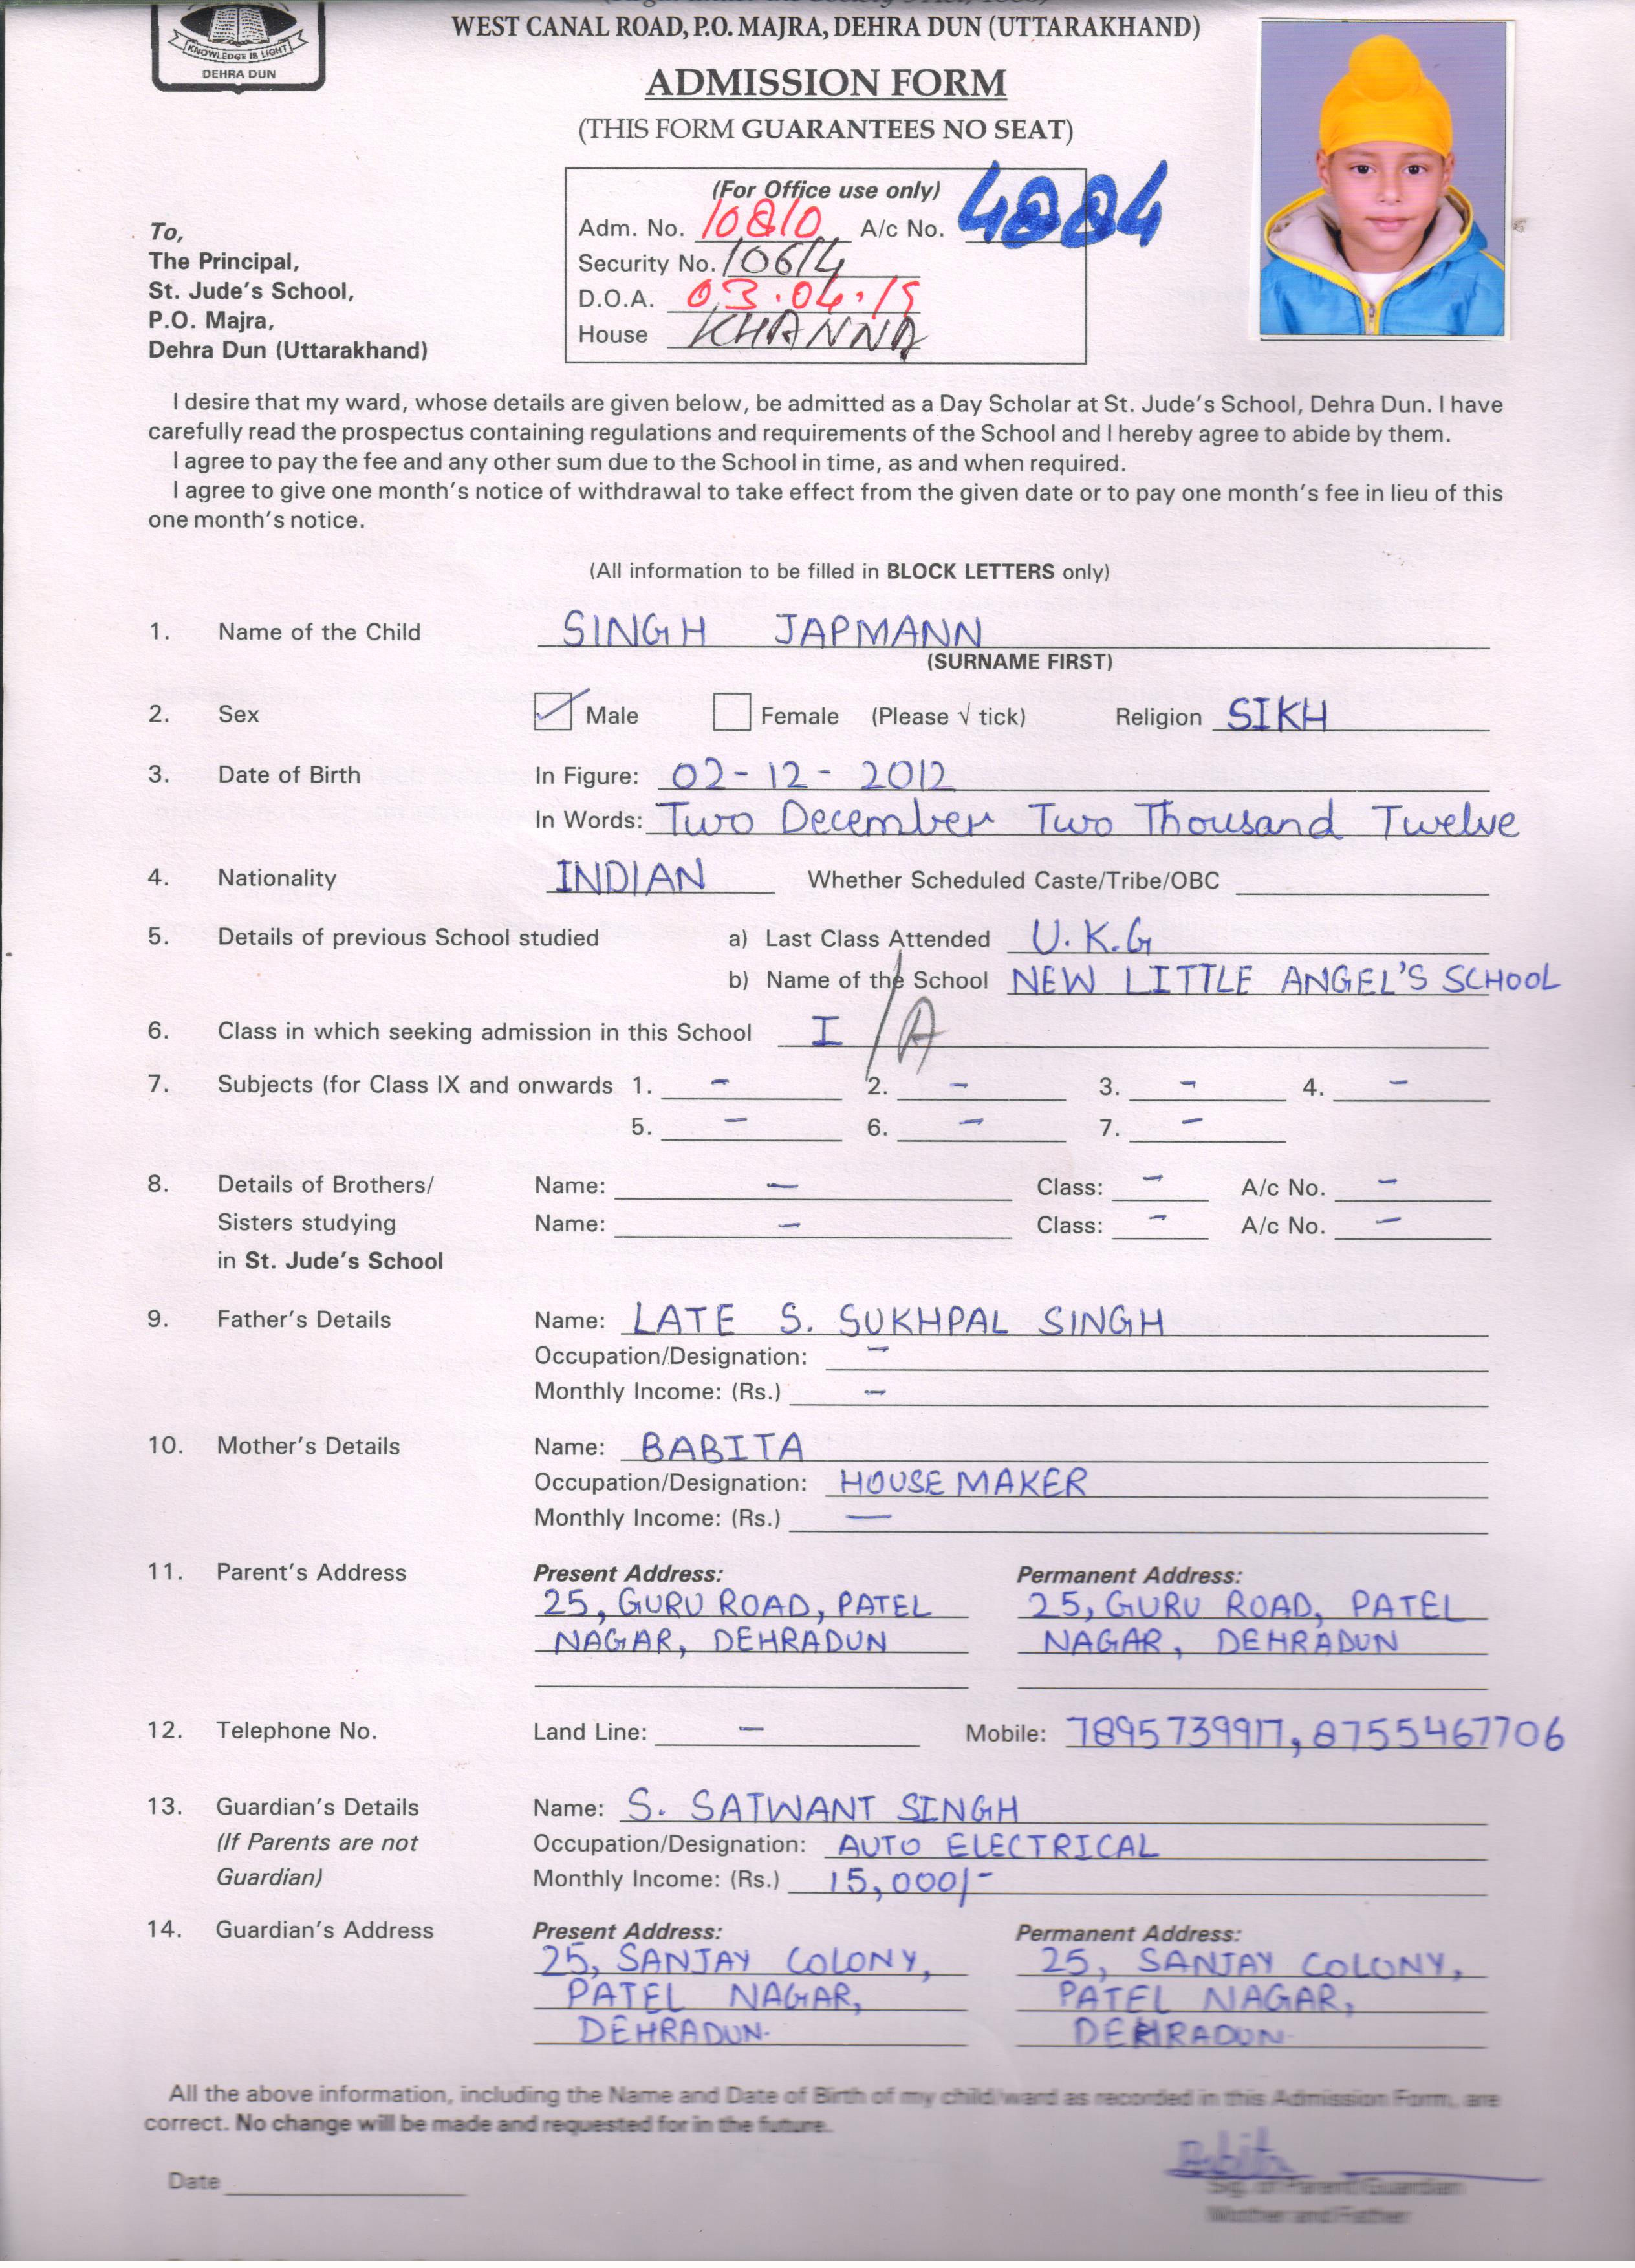 KNOWLEDGE IS LIGHT
DEHRA DUN
WEST CANAL ROAD, P.O. MAJRA, DEHRA DUN (UTTARAKHAND)
ADMISSION FORM
(THIS FORM GUARANTEES NO SEAT)
(For Office use only)
Adm. No. 10810 A/c No. 4884
Security No. 10614
D.O.A. 03.04.19
House KHANNA
To,
The Principal,
St. Jude's School,
P.O. Majra,
Dehra Dun (Uttarakhand)
I desire that my ward, whose details are given below, be admitted as a Day Scholar at St. Jude's School, Dehra Dun. I have
carefully read the prospectus containing regulations and requirements of the School and I hereby agree to abide by them.
I agree to pay the fee and any other sum due to the School in time, as and when required.
I agree to give one month's notice of withdrawal to take effect from the given date or to pay one month's fee in lieu of this
one month's notice.
(All information to be filled in BLOCK LETTERS only)
1. Name of the Child SINGH JAPMANN
(SURNAME FIRST)
2. Sex Male Female (Please √ tick) Religion SIKH
3. Date of Birth In Figure: 02-12-2012
In Words: Two December Two Thousand Twelve
4. Nationality INDIAN Whether Scheduled Caste/Tribe/OBC
5. Details of previous School studied a) Last Class Attended U.K.G
b) Name of the School NEW LITTLE ANGEL'S SCHOOL
6. Class in which seeking admission in this School I /A
7. Subjects (for Class IX and onwards 1. - 2. - 3. - 4. -
5. - 6. - 7. -
8. Details of Brothers/ Name: - Class: - A/c No. -
Sisters studying Name: - Class: - A/c No. -
in St. Jude's School
9. Father's Details Name: LATE S. SUKHPAL SINGH
Occupation/Designation: -
Monthly Income: (Rs.) -
10. Mother's Details Name: BABITA
Occupation/Designation: HOUSE MAKER
Monthly Income: (Rs.) -
11. Parent's Address Present Address: Permanent Address:
25, GURU ROAD, PATEL 25, GURU ROAD, PATEL
NAGAR, DEHRADUN NAGAR, DEHRADUN
12. Telephone No. Land Line: - Mobile: 7895739917, 8755467706
13. Guardian's Details Name: S. SATWANT SINGH
(If Parents are not Occupation/Designation: AUTO ELECTRICAL
Guardian) Monthly Income: (Rs.) 15,000/-
14. Guardian's Address Present Address: Permanent Address:
25, SANJAY COLONY, 25, SANJAY COLONY,
PATEL NAGAR, PATEL NAGAR,
DEHRADUN. DEHRADUN.
All the above information, including the Name and Date of Birth of my child/ward as recorded in this Admission Form, are
correct. No change will be made and requested for in the future.
Date
Sig. of Parent/Guardian
Mother and Father